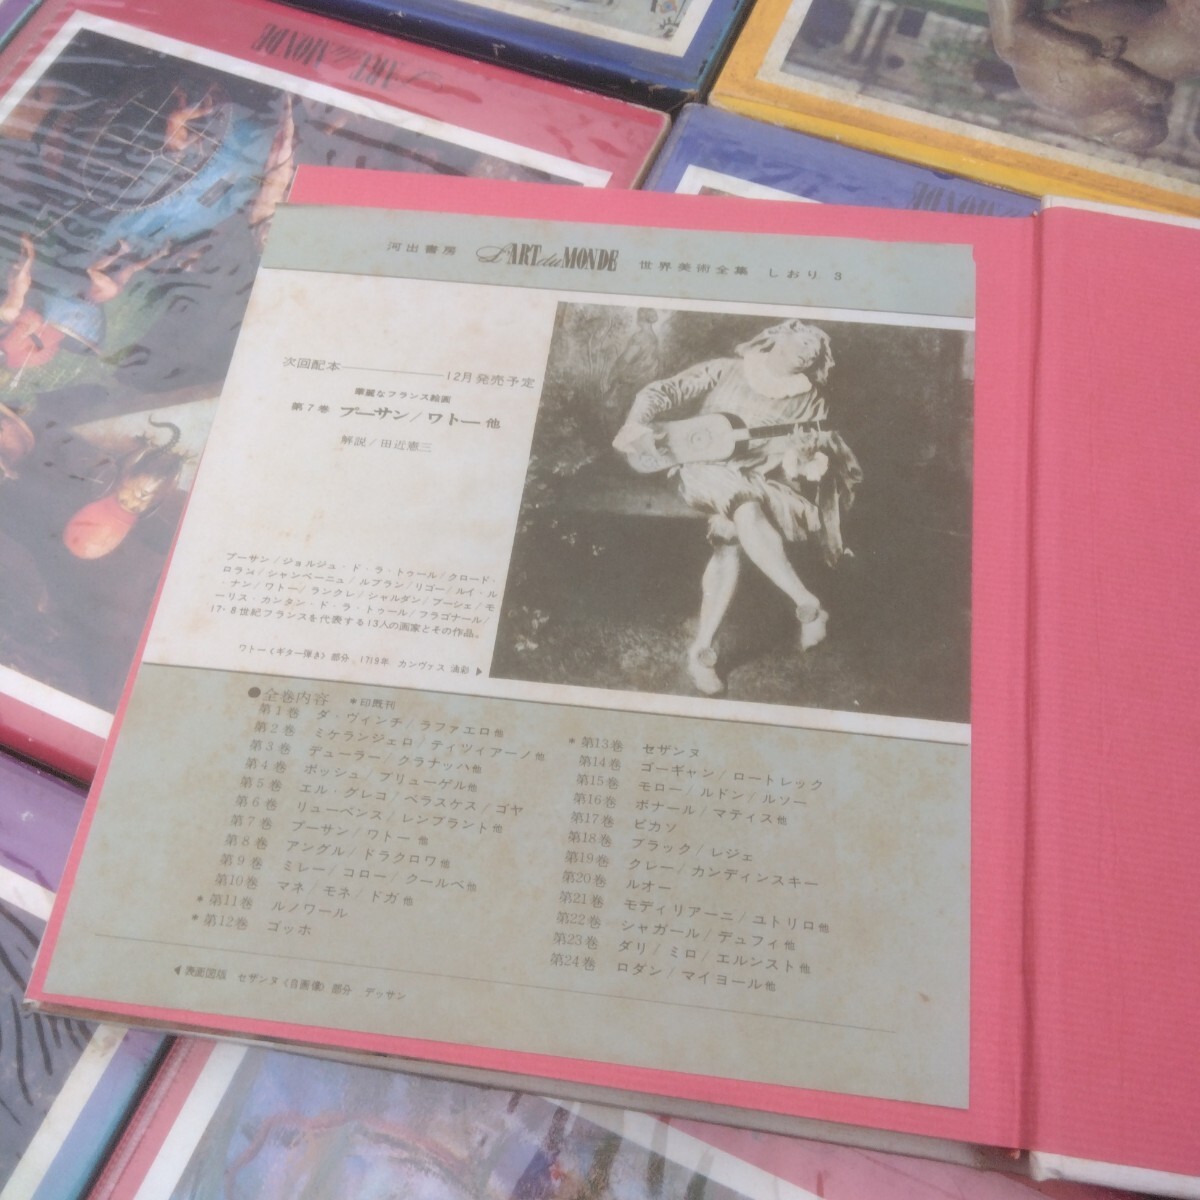 L'ART du MONDE
河出書房 L'ART du MONDE 世界美術全集 しおり 3
次回配本――――12月発売予定
華麗なフランス絵画
第7巻 プーサン/ワトー他
解説/田近憲三
プーサン/ジョルジュ・ド・ラ・トゥール/クロード・
ロラン/シャンペーニュ/ルブラン/リゴー/ルイ・ル
・ナン/ワトー/ランクレ/シャルダン/ブーシェ/モ
ーリス・カンタン・ド・ラ・トゥール/フラゴナール/
17・8世紀フランスを代表する13人の画家とその作品。
ワトー〈ギター弾き〉部分 1719年 カンヴァス 油彩▶
●全巻内容 *印既刊
第1巻 ダ・ヴィンチ/ラファエロ他
第2巻 ミケランジェロ/ティツィアーノ他
第3巻 デューラー/クラナッハ他
第4巻 ボッシュ/ブリューゲル他
第5巻 エル・グレコ/ベラスケス/ゴヤ
第6巻 リューベンス/レンブラント他
第7巻 プーサン/ワトー他
第8巻 アングル/ドラクロワ他
第9巻 ミレー/コロー/クールベ他
第10巻 マネ/モネ/ドガ他
*第11巻 ルノワール
*第12巻 ゴッホ
*第13巻 セザンヌ
第14巻 ゴーギャン/ロートレック
第15巻 モロー/ルドン/ルソー
第16巻 ボナール/マティス他
第17巻 ピカソ
第18巻 ブラック/レジェ
第19巻 クレー/カンディンスキー
第20巻 ルオー
第21巻 モディリアーニ/ユトリロ他
第22巻 シャガール/デュフィ他
第23巻 ダリ/ミロ/エルンスト他
第24巻 ロダン/マイヨール他
◀表面図版 セザンヌ〈自画像〉部分 デッサン